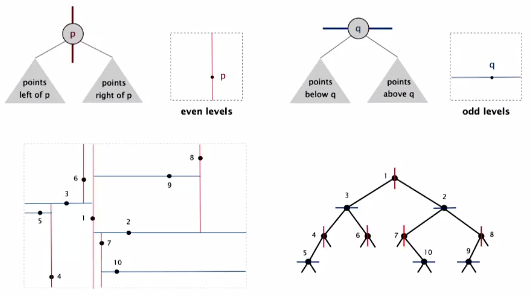 p
points
left of p
points
right of p
p
even levels
q
points
below q
points
above q
q
odd levels
8
6
9
3
1
5
2
7
10
4
1
3
2
4
6
7
8
5
10
9